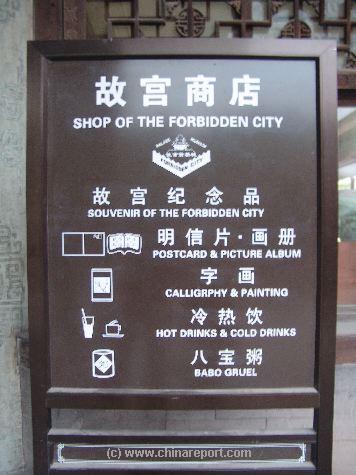 故宫商店
SHOP OF THE FORBIDDEN CITY
FORBIDDEN CITY
故宫纪念品
SOUVENIR OF THE FORBIDDEN CITY
明信片·画册
POSTCARD & PICTURE ALBUM
字画
CALLIGRPHY & PAINTING
冷热饮
HOT DRINKS & COLD DRINKS
八宝粥
BABO GRUEL
(c) www.chinareport.com